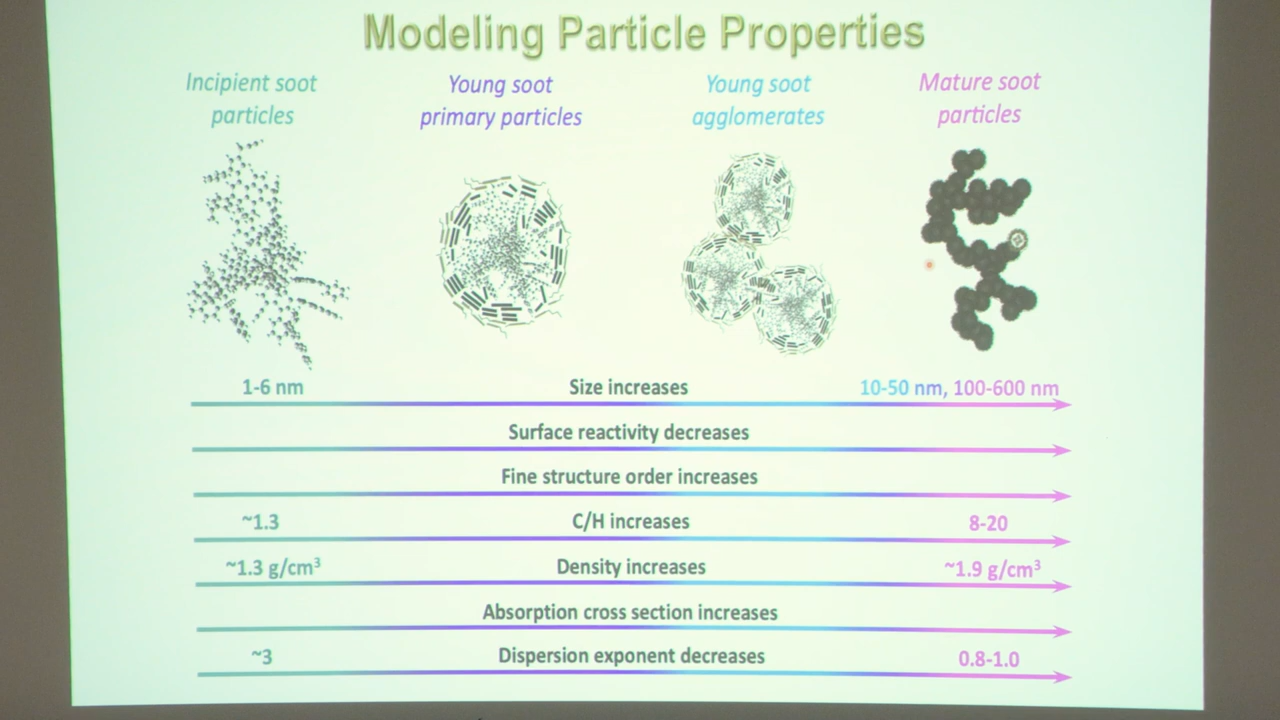 Modeling Particle Properties
Incipient soot
particles
Young soot
primary particles
Young soot
agglomerates
Mature soot
particles
1-6 nm
Size increases
10-50 nm, 100-600 nm
Surface reactivity decreases
Fine structure order increases
~1.3
C/H increases
8-20
~1.3 g/cm³
Density increases
~1.9 g/cm³
Absorption cross section increases
~3
Dispersion exponent decreases
0.8-1.0